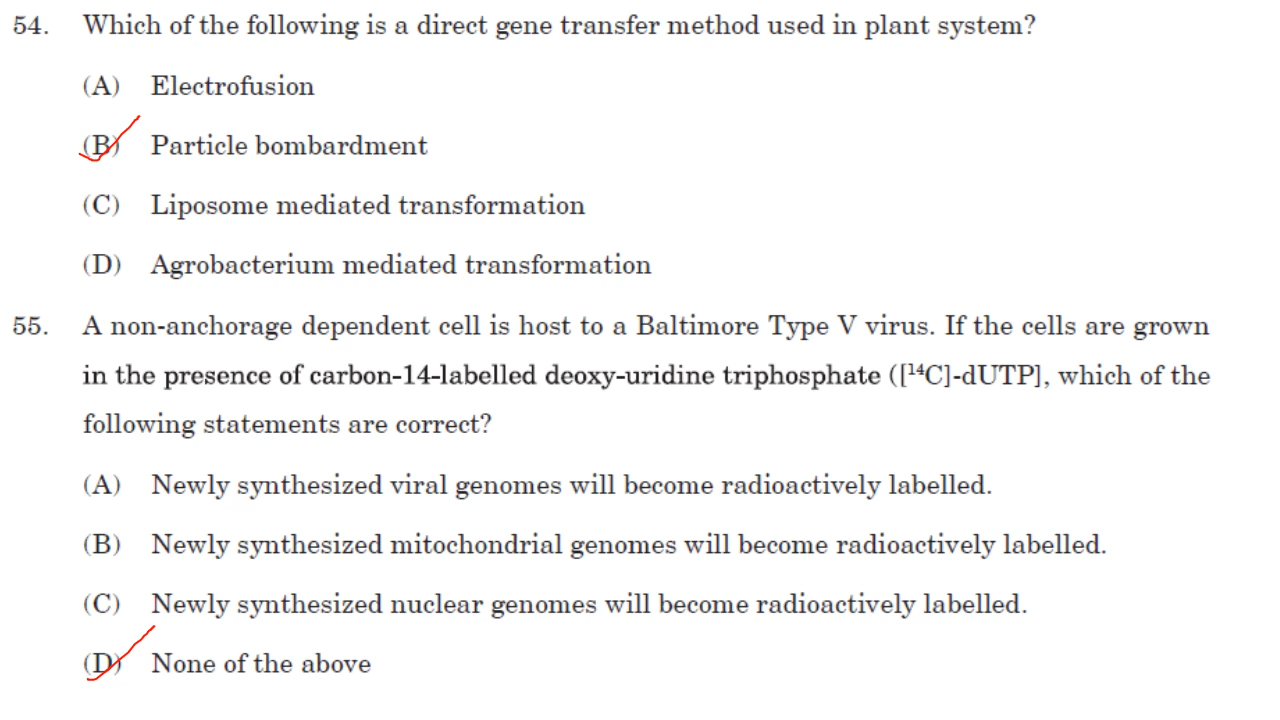 54. Which of the following is a direct gene transfer method used in plant system?
(A) Electrofusion
(B) Particle bombardment
(C) Liposome mediated transformation
(D) Agrobacterium mediated transformation
55. A non-anchorage dependent cell is host to a Baltimore Type V virus. If the cells are grown
in the presence of carbon-14-labelled deoxy-uridine triphosphate ([¹⁴C]-dUTP], which of the
following statements are correct?
(A) Newly synthesized viral genomes will become radioactively labelled.
(B) Newly synthesized mitochondrial genomes will become radioactively labelled.
(C) Newly synthesized nuclear genomes will become radioactively labelled.
(D) None of the above